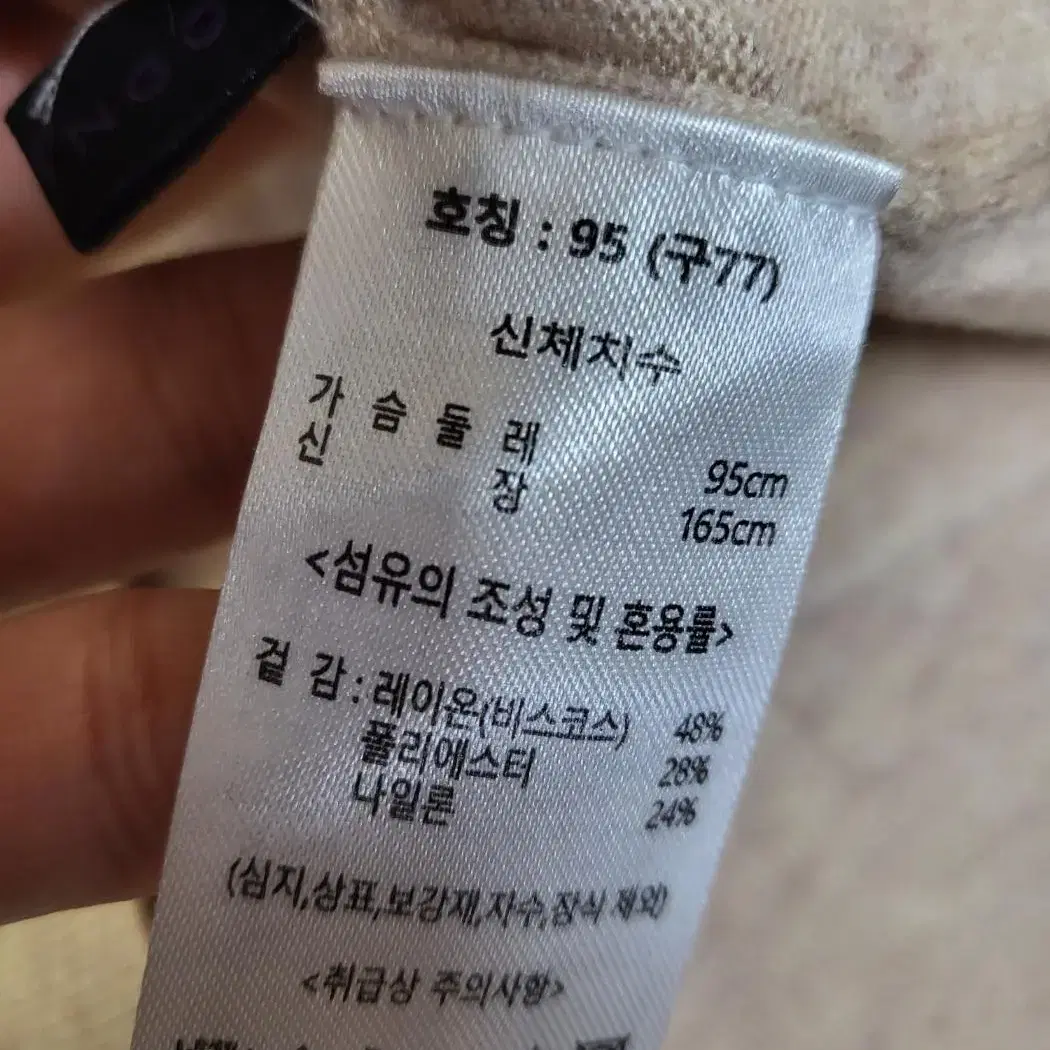 호칭 : 95 (구77)
신체치수
가 슴 둘 레 95cm
신 장 165cm
<섬유의 조성 및 혼용률>
겉 감 : 레이온(비스코스) 48%
폴리에스터 28%
나일론 24%
(심지,상표,보강재,자수,장식 제외)
<취급상 주의사항>